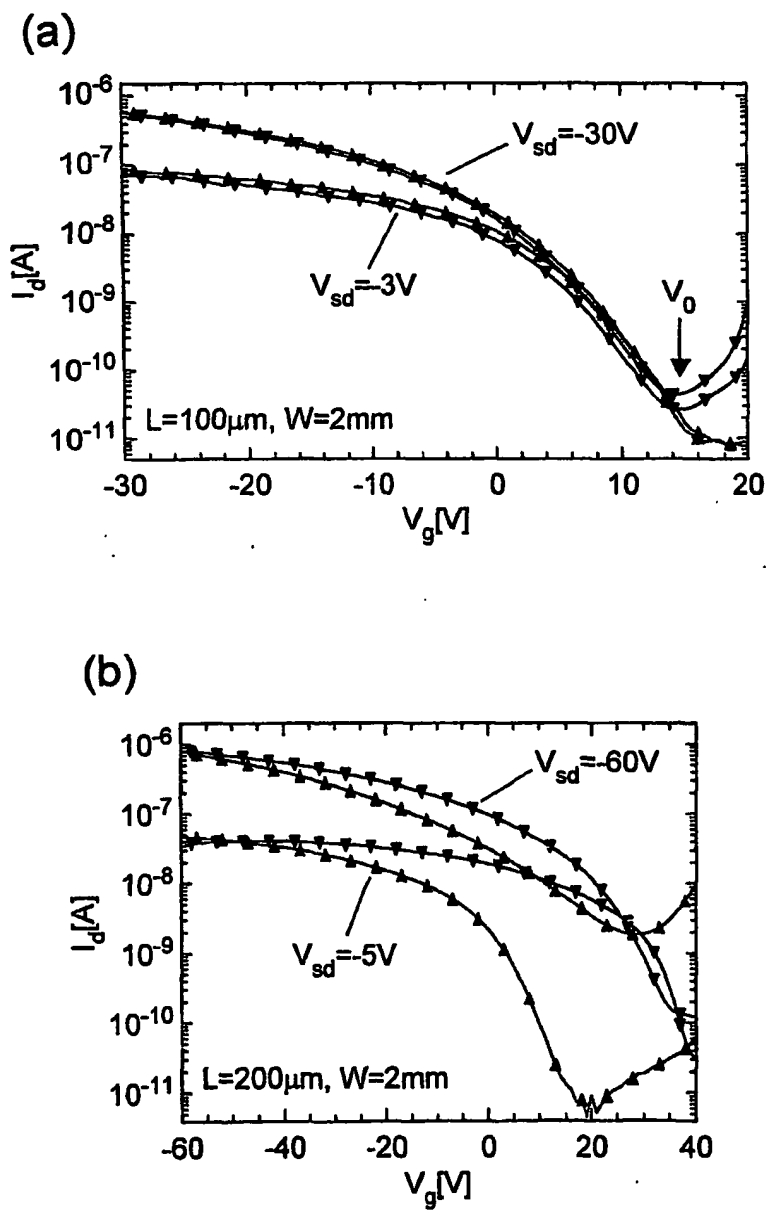 (a)
10⁻⁶
10⁻⁷
10⁻⁸
10⁻⁹
10⁻¹⁰
10⁻¹¹
I_d[A]
V_sd=-30V
V_sd=-3V
V_0
L=100μm, W=2mm
-30 -20 -10 0 10 20
V_g[V]
(b)
10⁻⁶
10⁻⁷
10⁻⁸
10⁻⁹
10⁻¹⁰
10⁻¹¹
I_d[A]
V_sd=-60V
V_sd=-5V
L=200μm, W=2mm
-60 -40 -20 0 20 40
V_g[V]